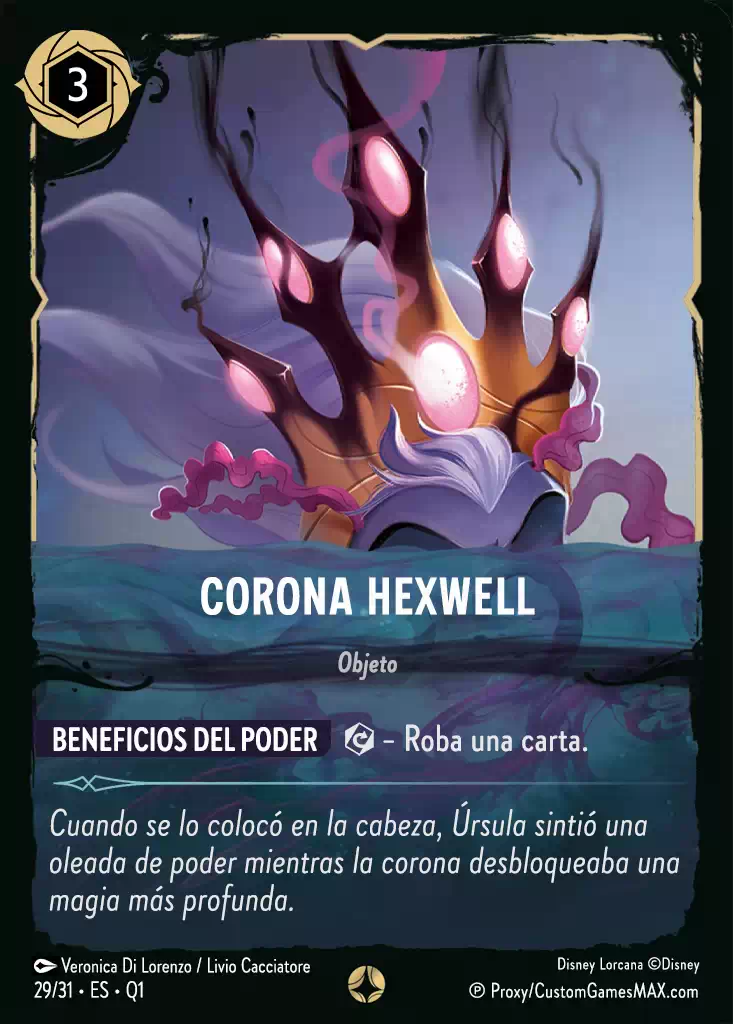 3
CORONA HEXWELL
Objeto
BENEFICIOS DEL PODER – Roba una carta.
Cuando se lo colocó en la cabeza, Úrsula sintió una
oleada de poder mientras la corona desbloqueaba una
magia más profunda.
Veronica Di Lorenzo / Livio Cacciatore
Disney Lorcana ©Disney
29/31 • ES • Q1
Ⓟ Proxy/CustomGamesMAX.com